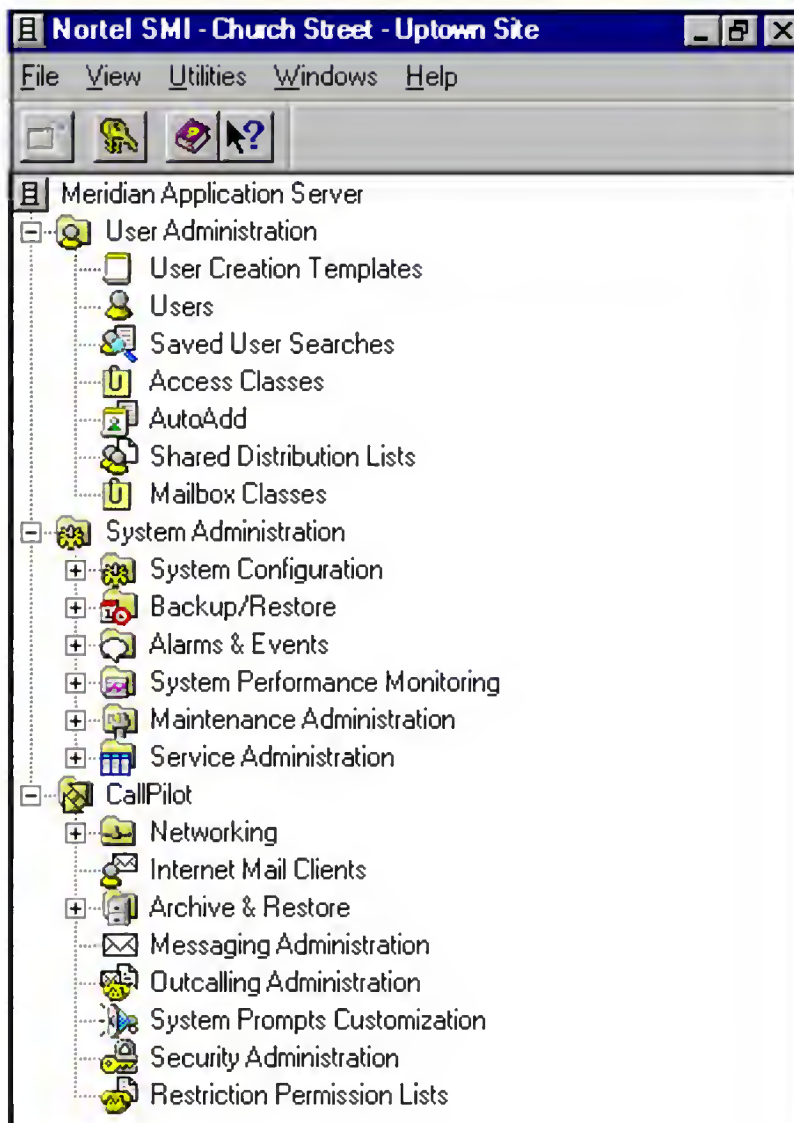 Nortel SMI - Church Street - Uptown Site
File View Utilities Windows Help
Meridian Application Server
User Administration
User Creation Templates
Users
Saved User Searches
Access Classes
AutoAdd
Shared Distribution Lists
Mailbox Classes
System Administration
System Configuration
Backup/Restore
Alarms & Events
System Performance Monitoring
Maintenance Administration
Service Administration
CallPilot
Networking
Internet Mail Clients
Archive & Restore
Messaging Administration
Outcalling Administration
System Prompts Customization
Security Administration
Restriction Permission Lists